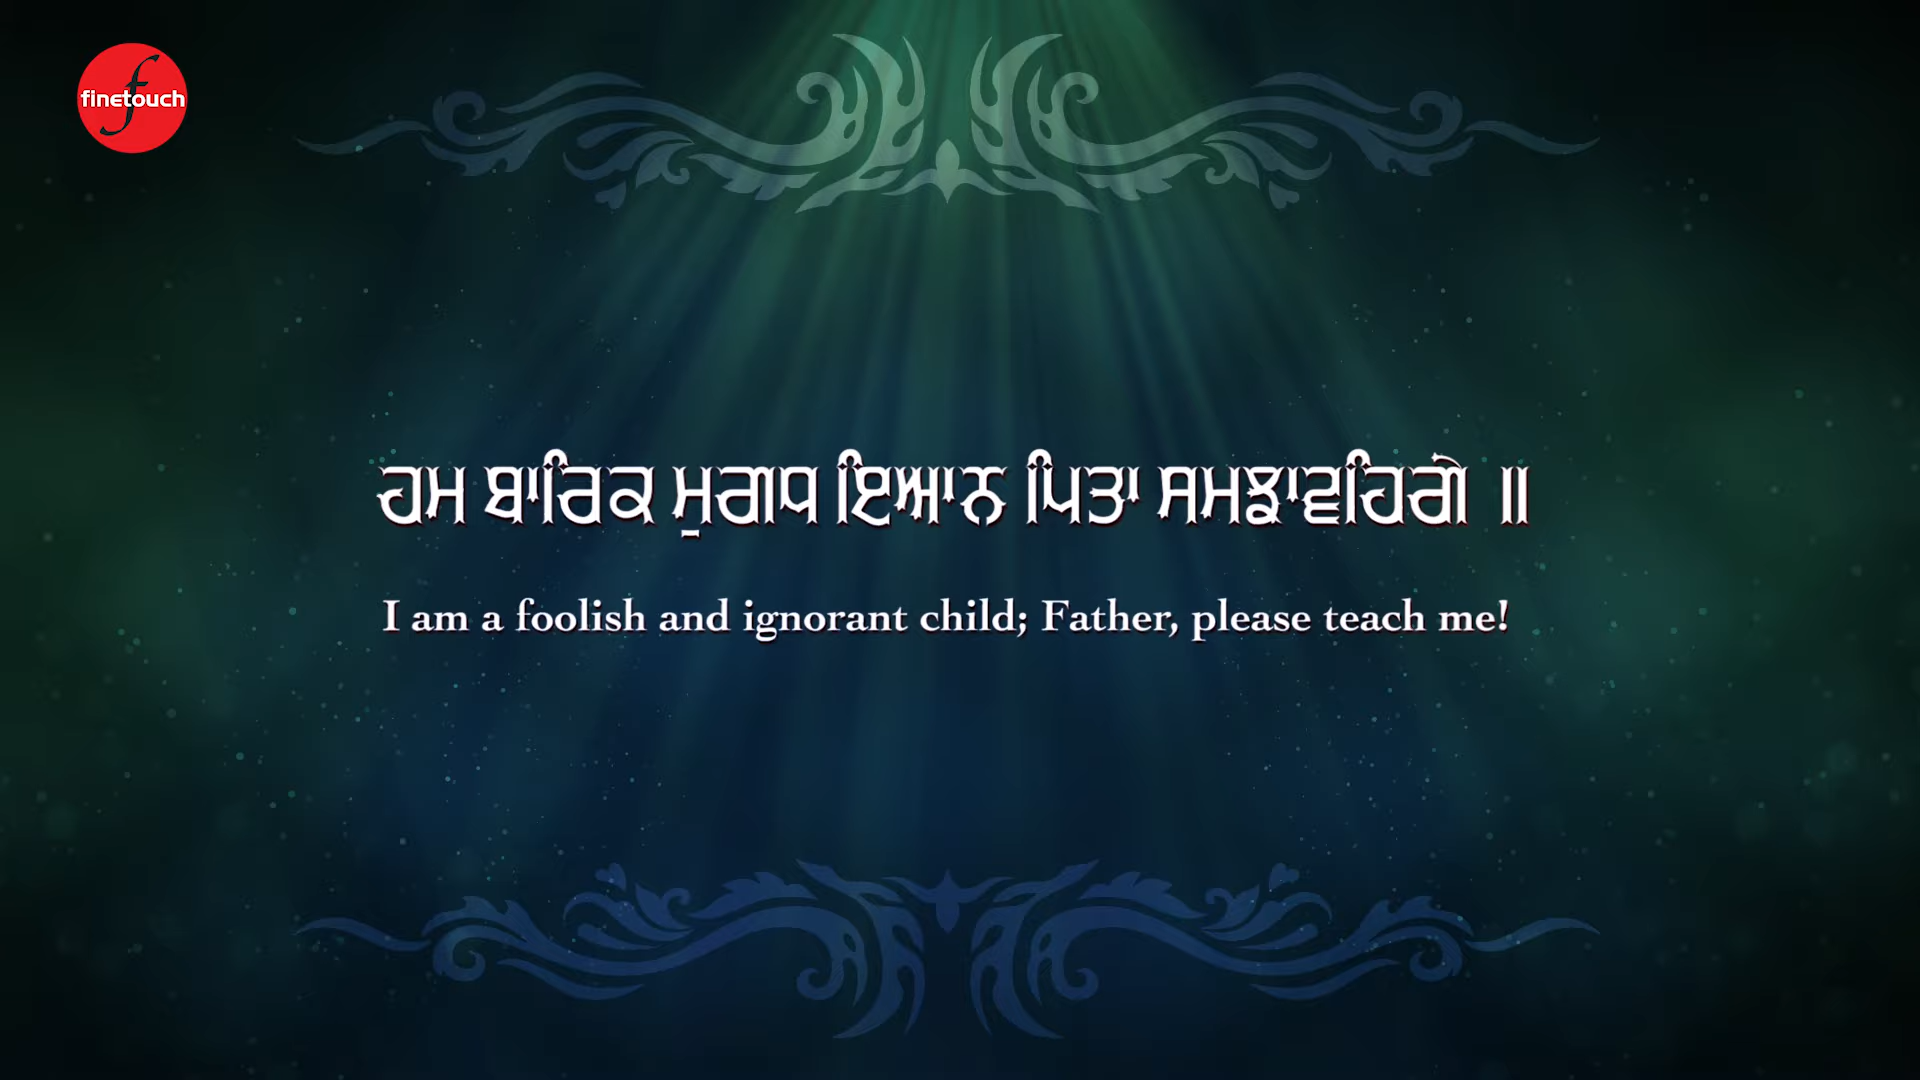 finetouch
ਹਮ ਬਾਰਿਕ ਮੁਗਧ ਇਆਨ ਪਿਤਾ ਸਮਝਾਵਹਿਗੇ ॥
I am a foolish and ignorant child; Father, please teach me!